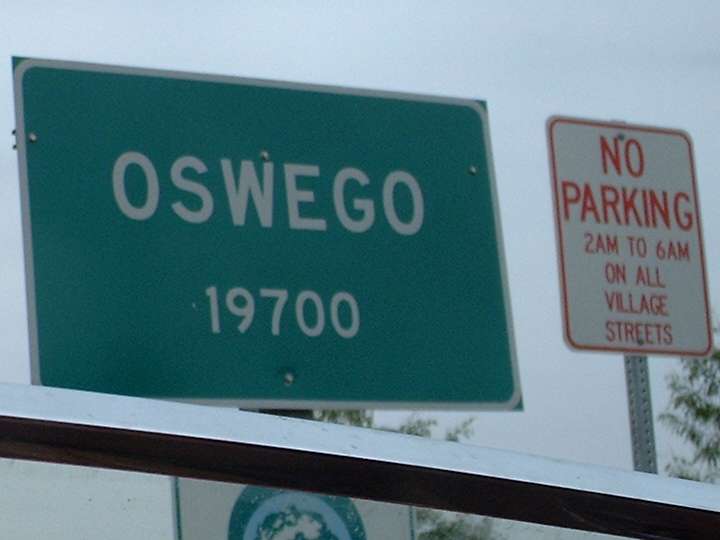 OSWEGO
19700
NO
PARKING
2AM TO 6AM
ON ALL
VILLAGE
STREETS